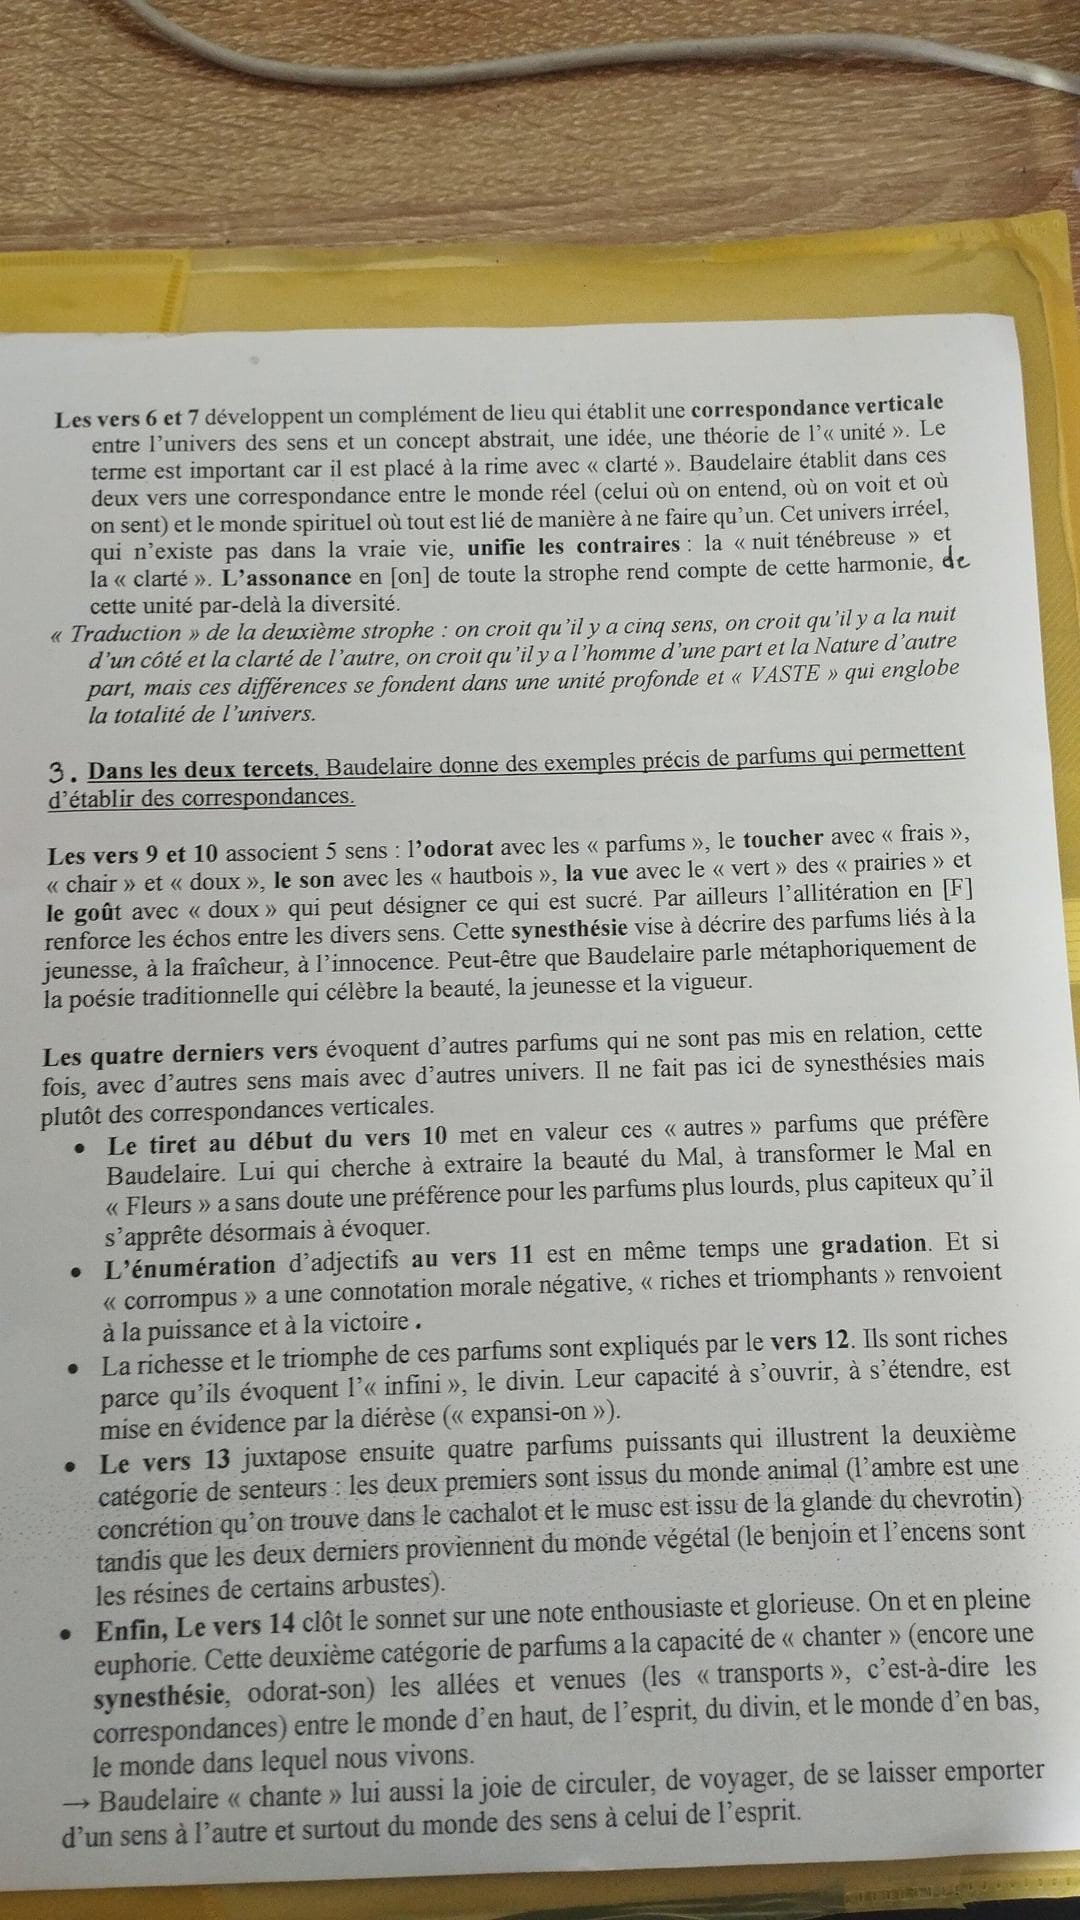 Les vers 6 et 7 développent un complément de lieu qui établit une correspondance verticale
entre l'univers des sens et un concept abstrait, une idée, une théorie de l'« unité ». Le
terme est important car il est placé à la rime avec « clarté ». Baudelaire établit dans ces
deux vers une correspondance entre le monde réel (celui où on entend, où on voit et où
on sent) et le monde spirituel où tout est lié de manière à ne faire qu'un. Cet univers irréel,
qui n'existe pas dans la vraie vie, unifie les contraires : la « nuit ténébreuse » et
la « clarté ». L'assonance en [on] de toute la strophe rend compte de cette harmonie, de
cette unité par-delà la diversité.
« Traduction » de la deuxième strophe : on croit qu'il y a cinq sens, on croit qu'il y a la nuit
d'un côté et la clarté de l'autre, on croit qu'il y a l'homme d'une part et la Nature d'autre
part, mais ces différences se fondent dans une unité profonde et « VASTE » qui englobe
la totalité de l'univers.
3. Dans les deux tercets, Baudelaire donne des exemples précis de parfums qui permettent
d'établir des correspondances.
Les vers 9 et 10 associent 5 sens : l'odorat avec les « parfums », le toucher avec « frais »,
« chair » et « doux », le son avec les « hautbois », la vue avec le « vert » des « prairies » et
le goût avec « doux » qui peut désigner ce qui est sucré. Par ailleurs l'allitération en [F]
renforce les échos entre les divers sens. Cette synesthésie vise à décrire des parfums liés à la
jeunesse, à la fraîcheur, à l'innocence. Peut-être que Baudelaire parle métaphoriquement de
la poésie traditionnelle qui célèbre la beauté, la jeunesse et la vigueur.
Les quatre derniers vers évoquent d'autres parfums qui ne sont pas mis en relation, cette
fois, avec d'autres sens mais avec d'autres univers. Il ne fait pas ici de synesthésies mais
plutôt des correspondances verticales.
• Le tiret au début du vers 10 met en valeur ces « autres » parfums que préfère
Baudelaire. Lui qui cherche à extraire la beauté du Mal, à transformer le Mal en
« Fleurs » a sans doute une préférence pour les parfums plus lourds, plus capiteux qu'il
s'apprête désormais à évoquer.
• L'énumération d'adjectifs au vers 11 est en même temps une gradation. Et si
« corrompus » a une connotation morale négative, « riches et triomphants » renvoient
à la puissance et à la victoire.
• La richesse et le triomphe de ces parfums sont expliqués par le vers 12. Ils sont riches
parce qu'ils évoquent l'« infini », le divin. Leur capacité à s'ouvrir, à s'étendre, est
mise en évidence par la diérèse (« expansi-on »).
• Le vers 13 juxtapose ensuite quatre parfums puissants qui illustrent la deuxième
catégorie de senteurs : les deux premiers sont issus du monde animal (l'ambre est une
concrétion qu'on trouve dans le cachalot et le musc est issu de la glande du chevrotin)
tandis que les deux derniers proviennent du monde végétal (le benjoin et l'encens sont
les résines de certains arbustes).
• Enfin, Le vers 14 clôt le sonnet sur une note enthousiaste et glorieuse. On et en pleine
euphorie. Cette deuxième catégorie de parfums a la capacité de « chanter » (encore une
synesthésie, odorat-son) les allées et venues (les « transports », c'est-à-dire les
correspondances) entre le monde d'en haut, de l'esprit, du divin, et le monde d'en bas,
le monde dans lequel nous vivons.
→ Baudelaire « chante » lui aussi la joie de circuler, de voyager, de se laisser emporter
d'un sens à l'autre et surtout du monde des sens à celui de l'esprit.